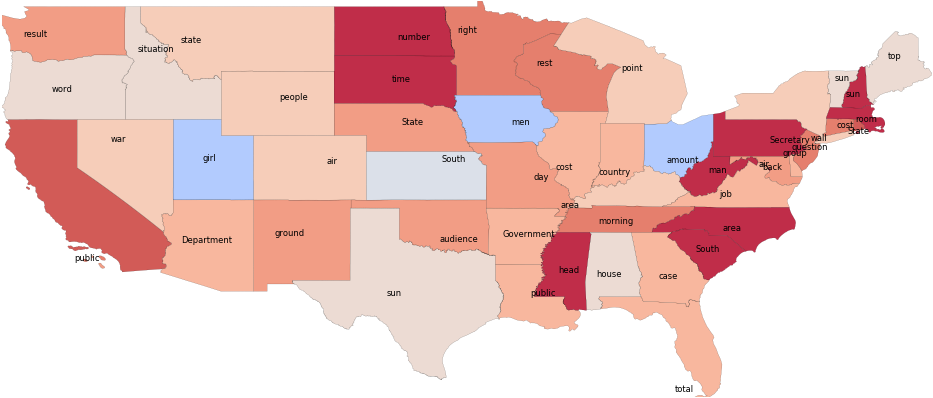 result
situation
state
number
right
rest
point
top
word
people
time
sun
sun
war
State
men
cost
room
State
wall
Secretary
question
group
girl
air
South
day
cost
country
amount
man
air
back
job
public
Department
ground
audience
Government
area
morning
area
South
sun
head
public
house
case
total